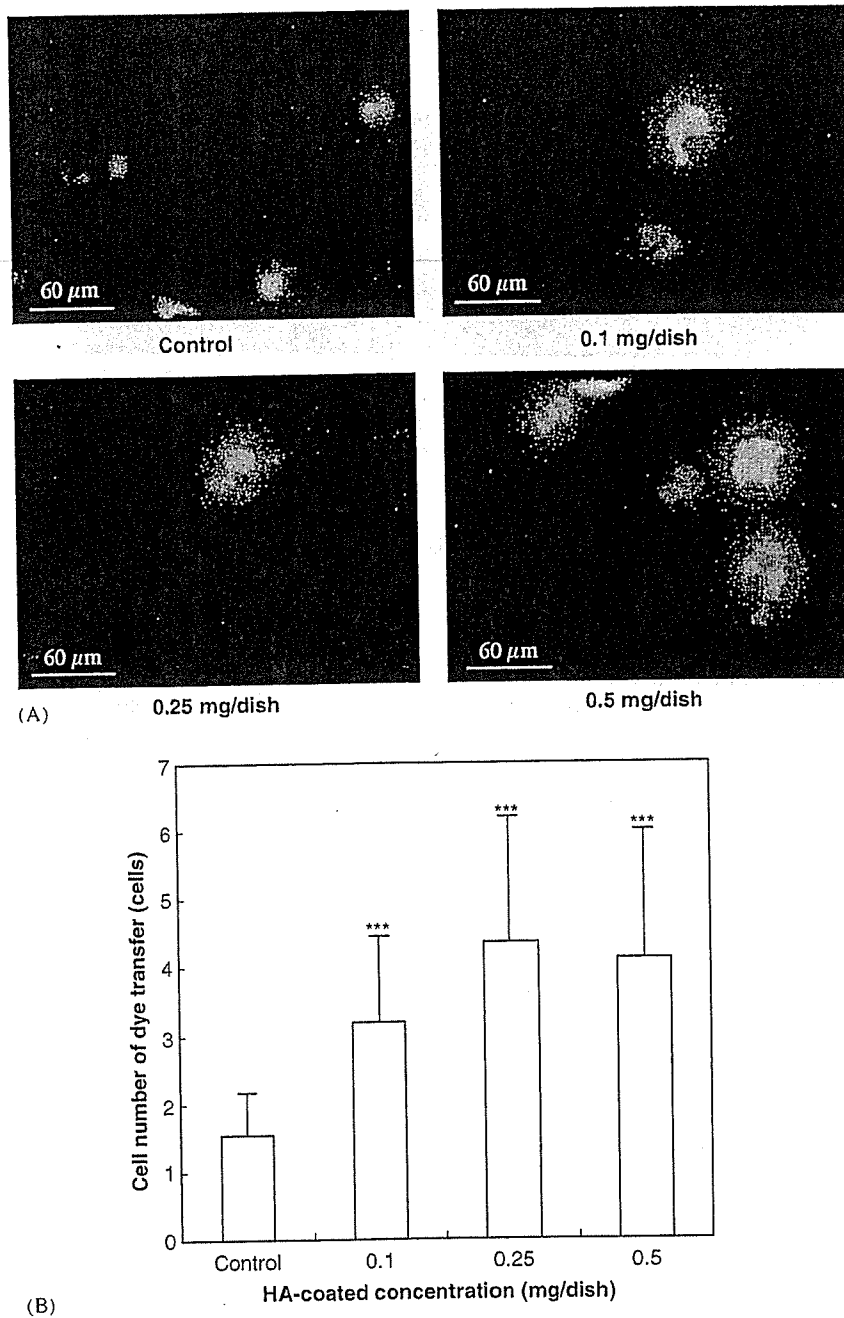 60 μm
60 μm
Control
0.1 mg/dish
60 μm
60 μm
0.25 mg/dish
0.5 mg/dish
(A)
7
6
5
4
3
2
1
0
Cell number of dye transfer (cells)
***
***
***
Control
0.1
0.25
0.5
HA-coated concentration (mg/dish)
(B)